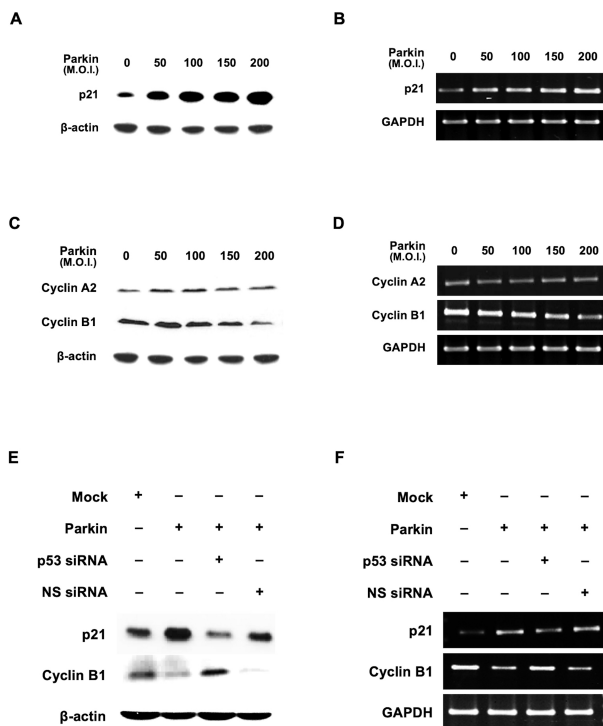 A
Parkin
(M.O.I.)
0 50 100 150 200
p21
β-actin
B
Parkin
(M.O.I.)
0 50 100 150 200
p21
GAPDH
C
Parkin
(M.O.I.)
0 50 100 150 200
Cyclin A2
Cyclin B1
β-actin
D
Parkin
(M.O.I.)
0 50 100 150 200
Cyclin A2
Cyclin B1
GAPDH
E
Mock + – – –
Parkin – + + +
p53 siRNA – – + –
NS siRNA – – – +
p21
Cyclin B1
β-actin
F
Mock + – – –
Parkin – + + +
p53 siRNA – – + –
NS siRNA – – – +
p21
Cyclin B1
GAPDH